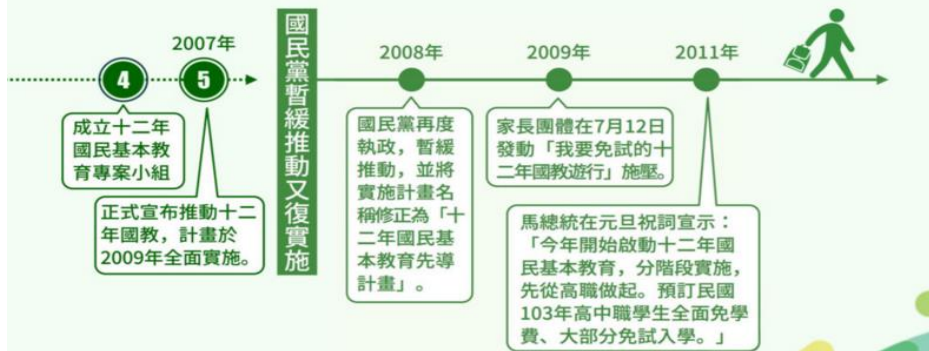 4
成立十二年
國民基本教
育專案小組
2007年
5
正式宣布推動十二
年國教，計畫於
2009年全面實施。
國民黨暫緩推動又復實施
2008年
國民黨再度
執政，暫緩
推動，並將
實施計畫名
稱修正為「十
二年國民基
本教育先導
計畫」。
2009年
家長團體在7月12日
發動「我要免試的十
二年國教遊行」施壓。
2011年
馬總統在元旦祝詞宣示：
「今年開始啟動十二年國
民基本教育，分階段實施，
先從高職做起。預訂民國
103年高中職學生全面免學
費、大部分免試入學。」